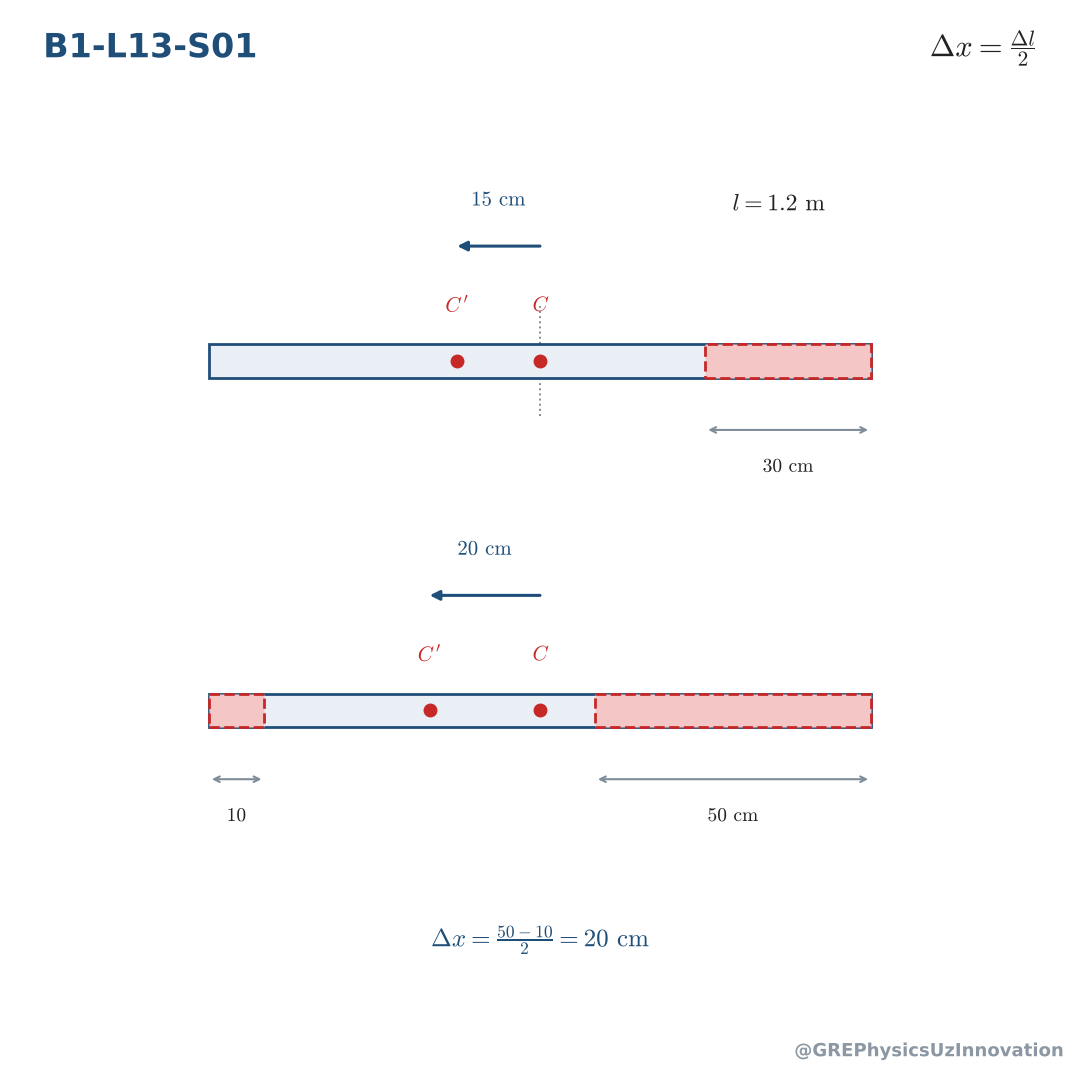 B1-L13-S01
Δx = Δl/2
15 cm
l = 1.2 m
C′ C
30 cm
20 cm
C′ C
10 50 cm
Δx = 50 − 10/2 = 20 cm
@GREPhysicsUzInnovation